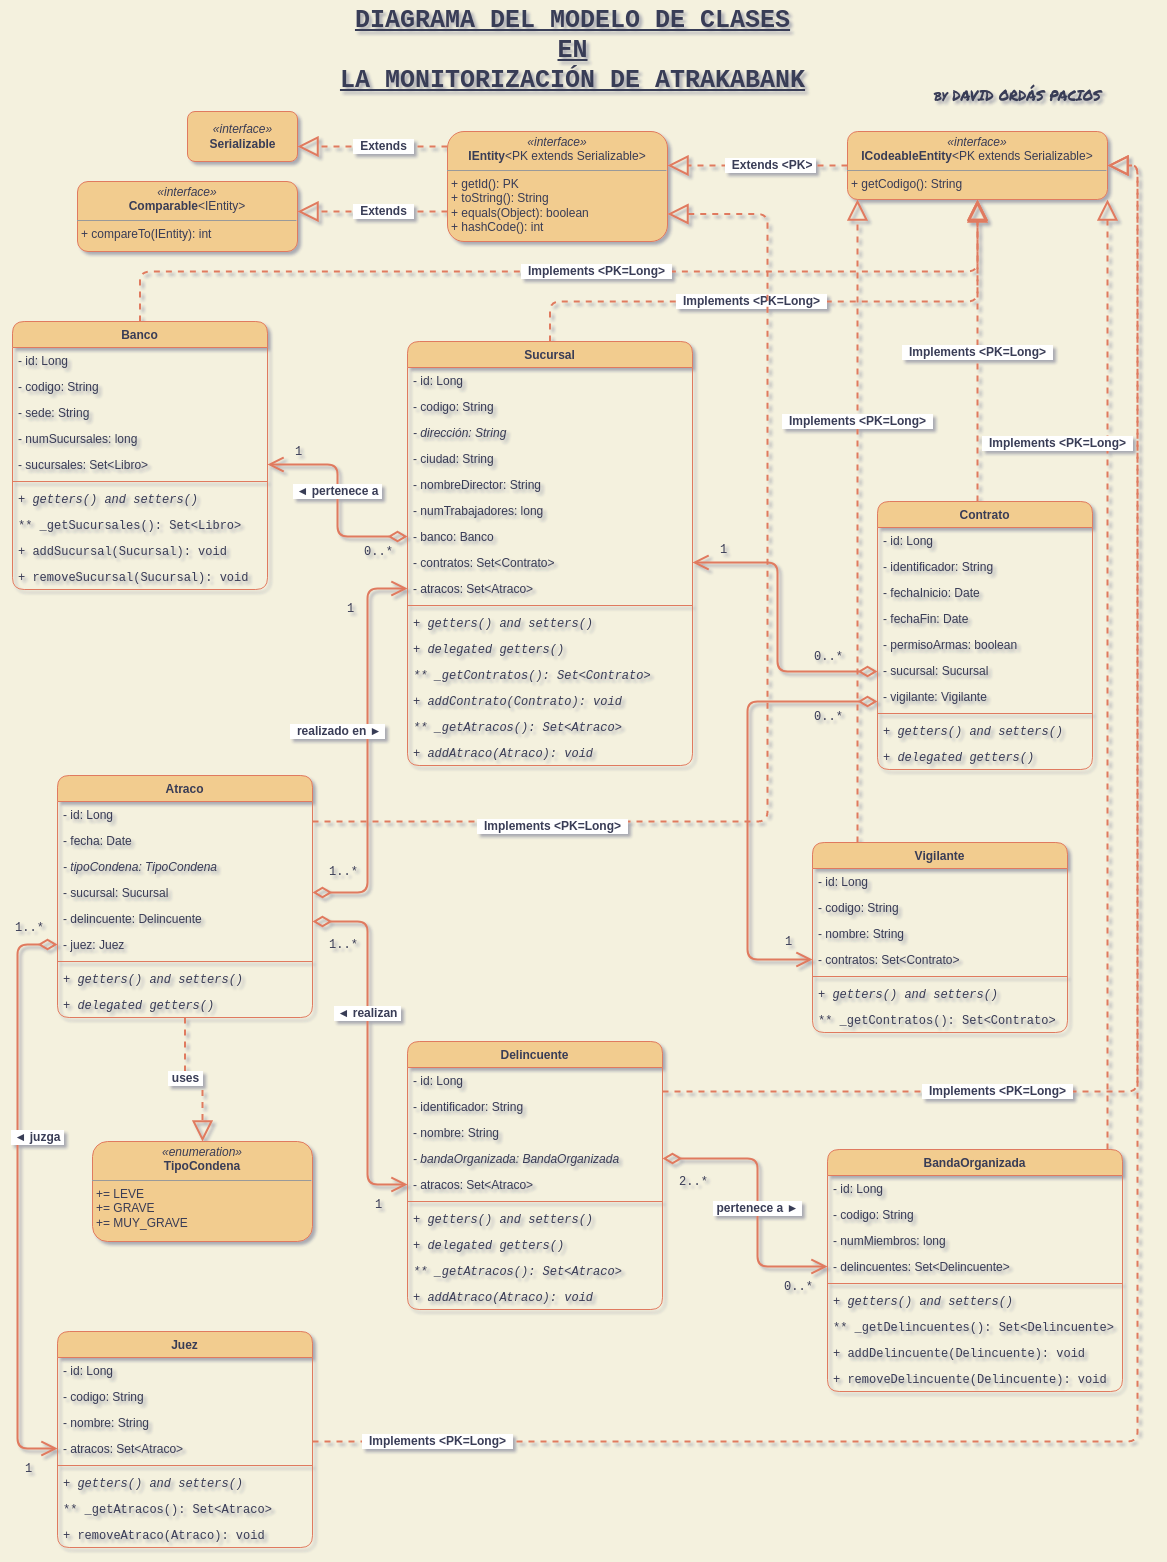 DIAGRAMA DEL MODELO DE CLASES
EN
LA MONITORIZACIÓN DE ATRAKABANK
BY DAVID ORDÁS PACIOS
«interface»
Serializable
Extends
«interface»
IEntity<PK extends Serializable>
+ getId(): PK
+ toString(): String
+ equals(Object): boolean
+ hashCode(): int
Extends <PK>
«interface»
ICodeableEntity<PK extends Serializable>
+ getCodigo(): String
«interface»
Comparable<IEntity>
+ compareTo(IEntity): int
Extends
Implements <PK=Long>
Implements <PK=Long>
Implements <PK=Long>
Implements <PK=Long>
Implements <PK=Long>
Banco
- id: Long
- codigo: String
- sede: String
- numSucursales: long
- sucursales: Set<Libro>
+ getters() and setters()
** _getSucursales(): Set<Libro>
+ addSucursal(Sucursal): void
+ removeSucursal(Sucursal): void
1
◄ pertenece a
0..*
Sucursal
- id: Long
- codigo: String
- dirección: String
- ciudad: String
- nombreDirector: String
- numTrabajadores: long
- banco: Banco
- contratos: Set<Contrato>
- atracos: Set<Atraco>
+ getters() and setters()
+ delegated getters()
** _getContratos(): Set<Contrato>
+ addContrato(Contrato): void
** _getAtracos(): Set<Atraco>
+ addAtraco(Atraco): void
1
0..*
Contrato
- id: Long
- identificador: String
- fechaInicio: Date
- fechaFin: Date
- permisoArmas: boolean
- sucursal: Sucursal
- vigilante: Vigilante
+ getters() and setters()
+ delegated getters()
0..*
1
1
realizado en ►
1..*
Atraco
- id: Long
- fecha: Date
- tipoCondena: TipoCondena
- sucursal: Sucursal
- delincuente: Delincuente
- juez: Juez
+ getters() and setters()
+ delegated getters()
Implements <PK=Long>
Vigilante
- id: Long
- codigo: String
- nombre: String
- contratos: Set<Contrato>
+ getters() and setters()
** _getContratos(): Set<Contrato>
1..*
1..*
◄ realizan
1
uses
◄ juzga
1
«enumeration»
TipoCondena
+= LEVE
+= GRAVE
+= MUY_GRAVE
Delincuente
- id: Long
- identificador: String
- nombre: String
- bandaOrganizada: BandaOrganizada
- atracos: Set<Atraco>
+ getters() and setters()
+ delegated getters()
** _getAtracos(): Set<Atraco>
+ addAtraco(Atraco): void
Implements <PK=Long>
2..*
pertenece a ►
0..*
BandaOrganizada
- id: Long
- codigo: String
- numMiembros: long
- delincuentes: Set<Delincuente>
+ getters() and setters()
** _getDelincuentes(): Set<Delincuente>
+ addDelincuente(Delincuente): void
+ removeDelincuente(Delincuente): void
Juez
- id: Long
- codigo: String
- nombre: String
- atracos: Set<Atraco>
+ getters() and setters()
** _getAtracos(): Set<Atraco>
+ removeAtraco(Atraco): void
Implements <PK=Long>